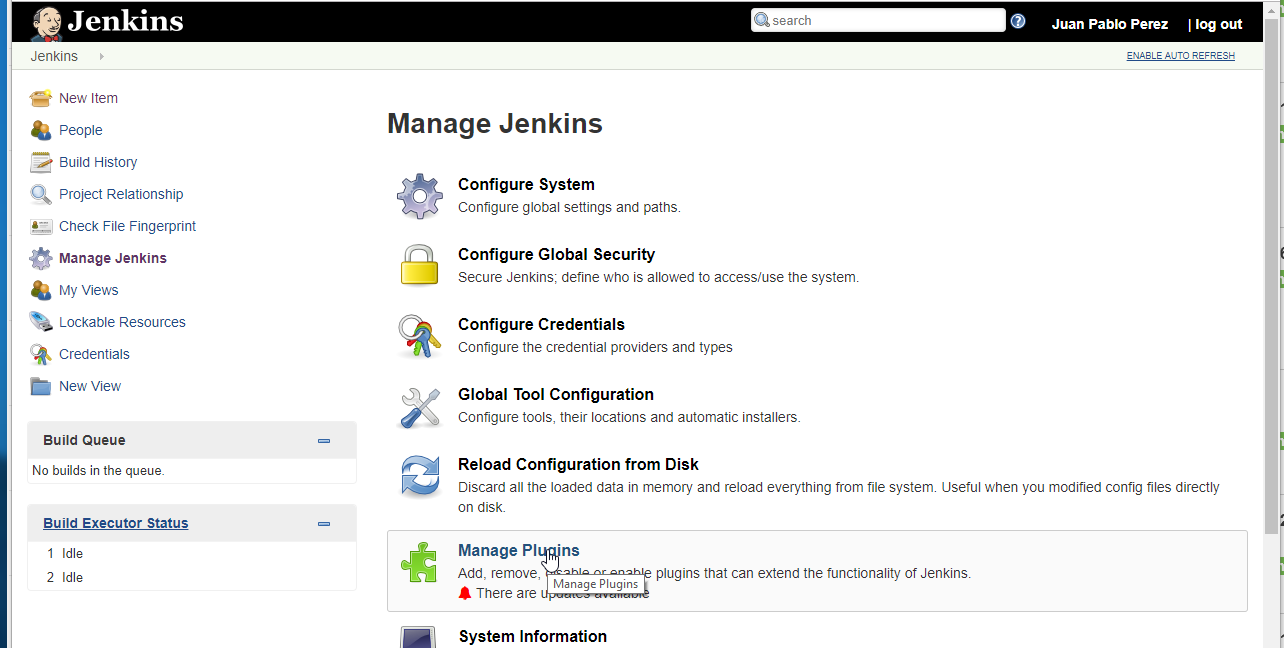 Jenkins
search
Juan Pablo Perez
| log out
Jenkins
ENABLE AUTO REFRESH
New Item
People
Build History
Project Relationship
Check File Fingerprint
Manage Jenkins
My Views
Lockable Resources
Credentials
New View
Build Queue
No builds in the queue.
Build Executor Status
1 Idle
2 Idle
Manage Jenkins
Configure System
Configure global settings and paths.
Configure Global Security
Secure Jenkins; define who is allowed to access/use the system.
Configure Credentials
Configure the credential providers and types
Global Tool Configuration
Configure tools, their locations and automatic installers.
Reload Configuration from Disk
Discard all the loaded data in memory and reload everything from file system. Useful when you modified config files directly
on disk.
Manage Plugins
Add, remove, disable or enable plugins that can extend the functionality of Jenkins.
Manage Plugins
There are updates available
System Information